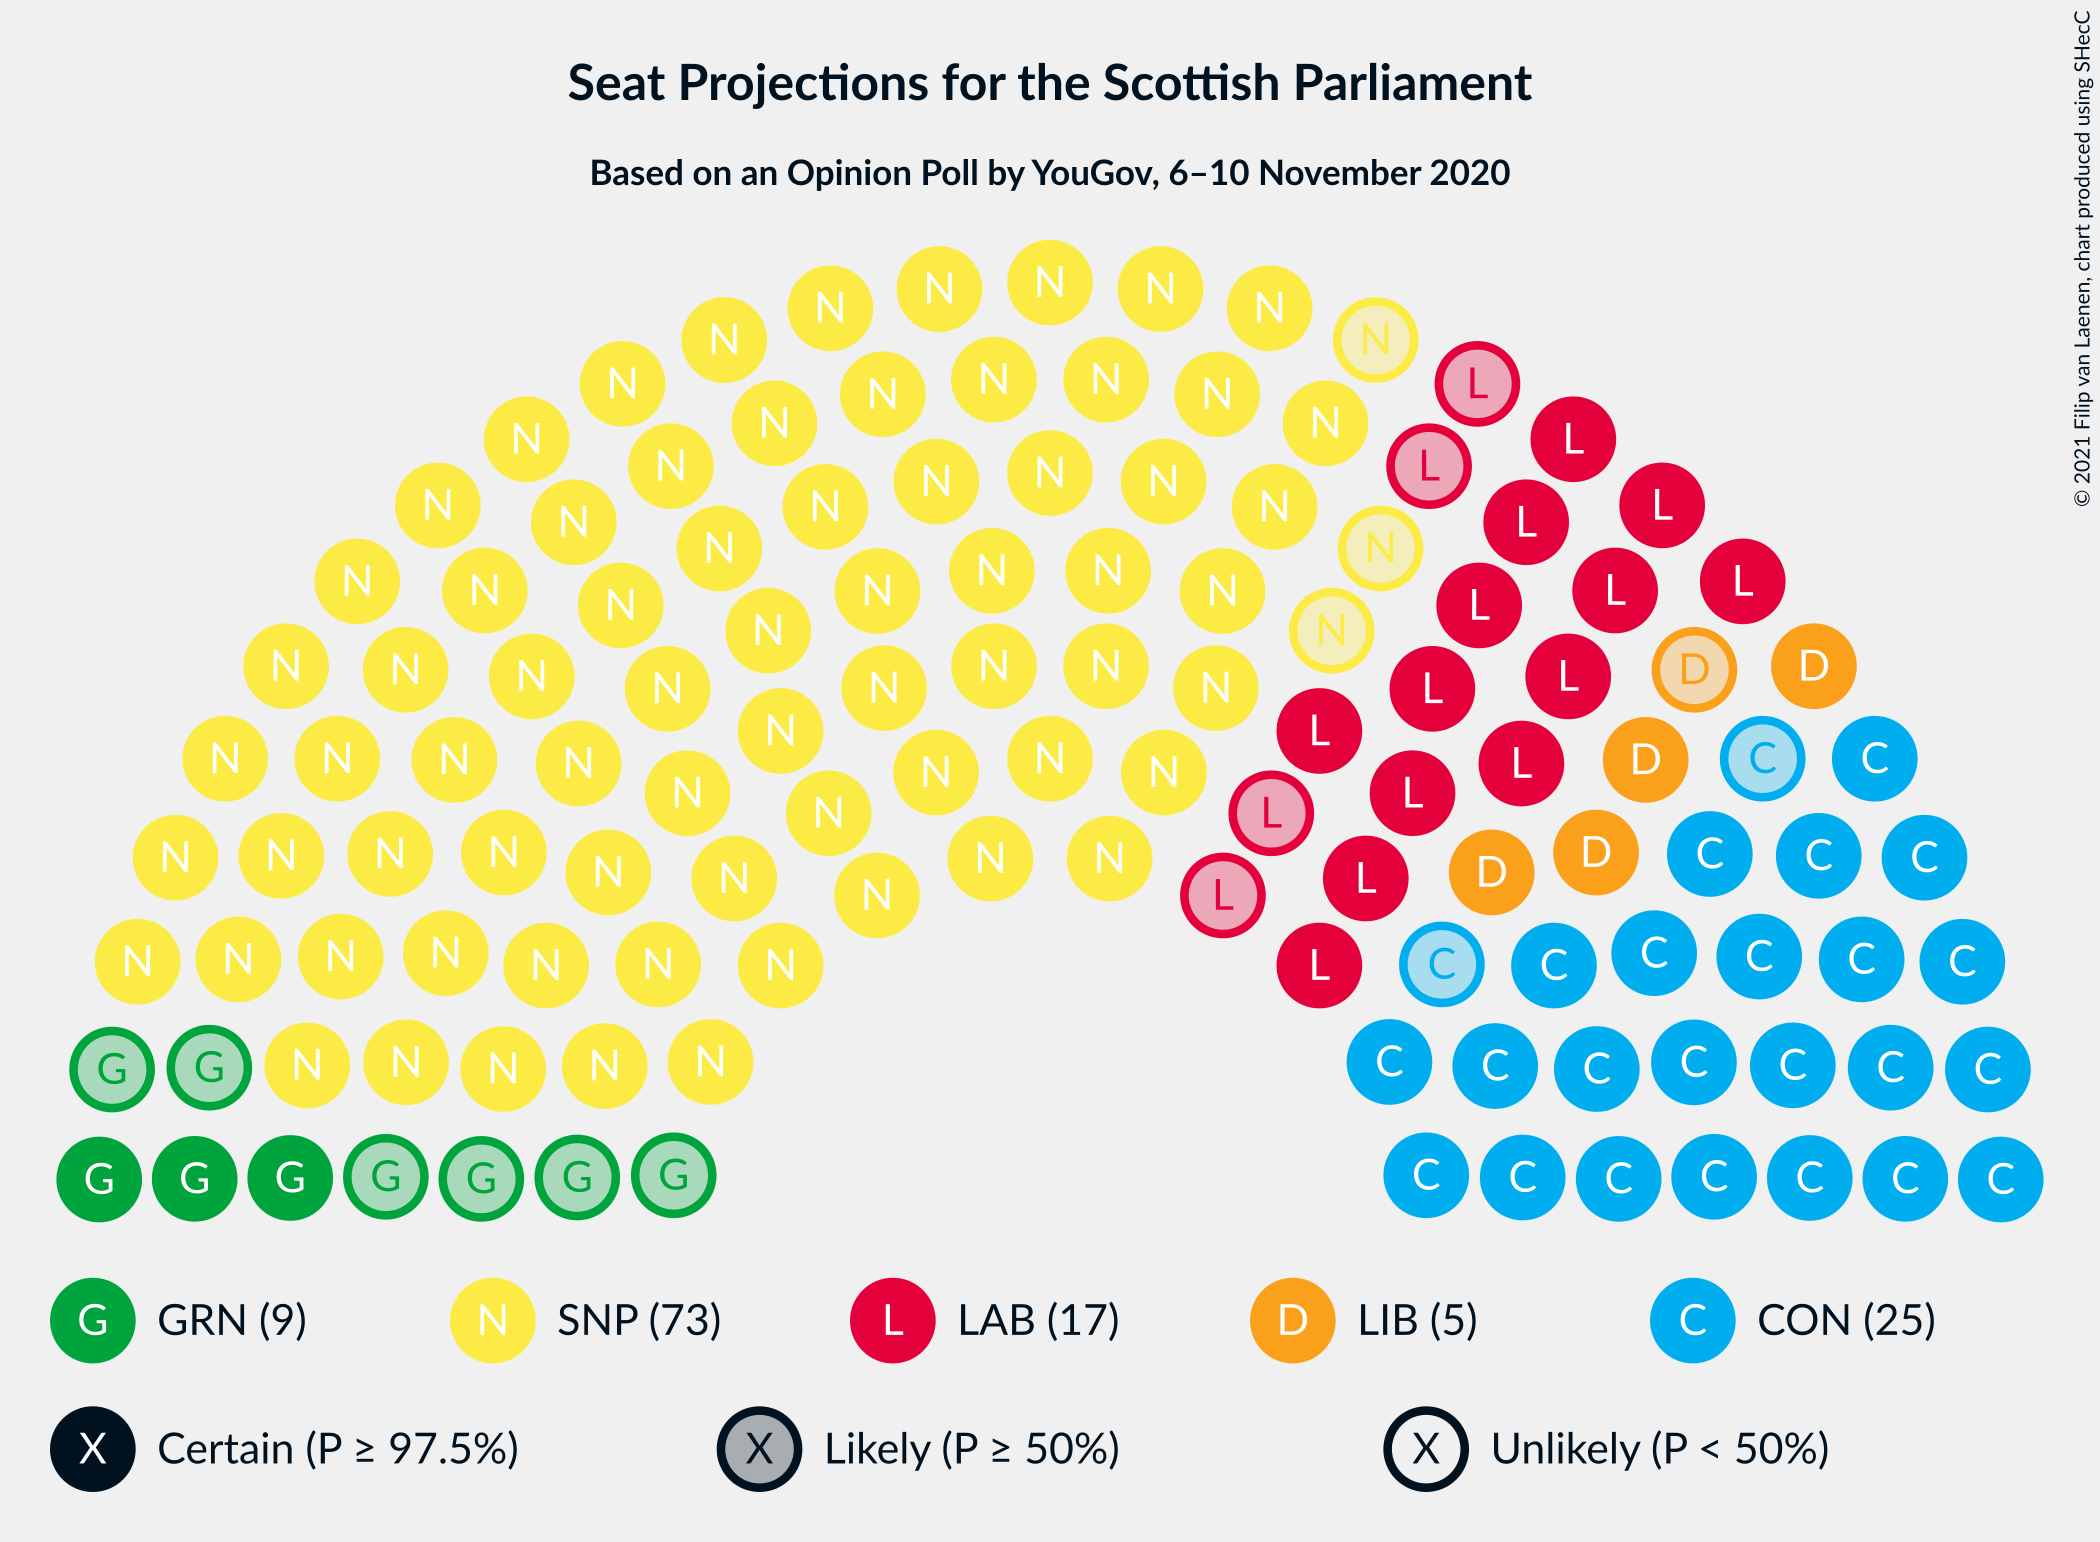 Seat Projections for the Scottish Parliament
Based on an Opinion Poll by YouGov, 6–10 November 2020
© 2021 Filip van Laenen, chart produced using SHecC
N N N N N
N N
N N N N N L
N N N L
N N N N L
N N N N L L
N N
N N N N N N N L L L
N N
N N N N N N N N L L D D
N L
N N N N N N N N L L D C C
N L
N N N N N N N N N L L D D C C C
N N N N N N N L C C C C C C
G G N N N N N C C C C C C C
G G G G G G G C C C C C C C
G GRN (9) N SNP (73) L LAB (17) D LIB (5) C CON (25)
X Certain (P ≥ 97.5%) X Likely (P ≥ 50%) X Unlikely (P < 50%)